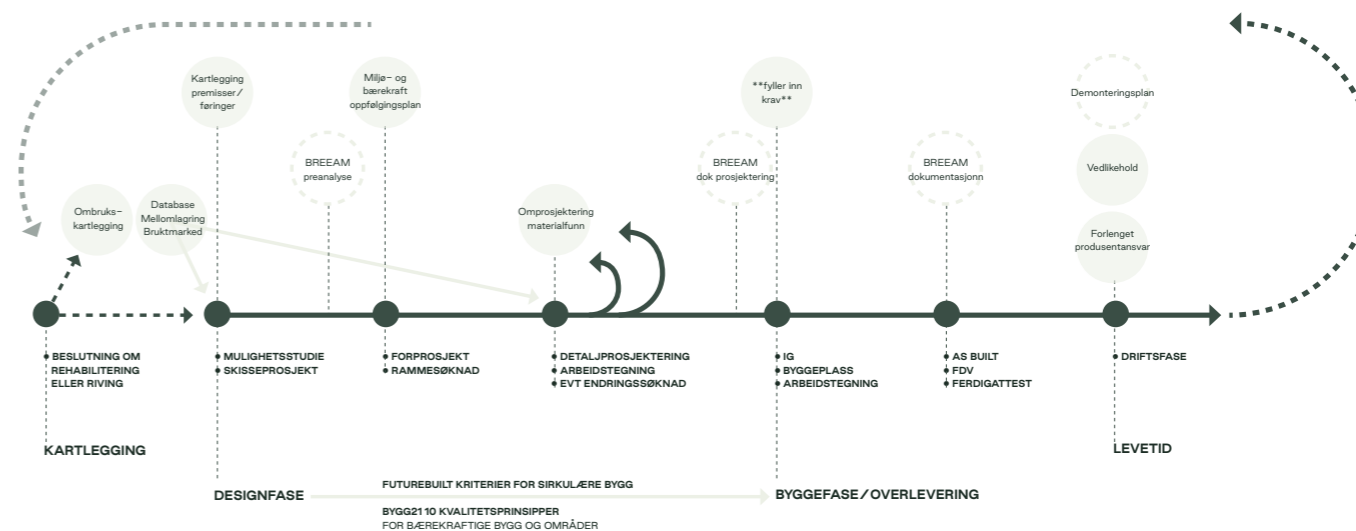 Kartlegging
premisser/
føringer
Miljø- og
bærekraft
oppfølgingsplan
**fyller inn
krav**
Demonteringsplan
BREEAM
preanalyse
BREEAM
dok prosjektering
BREEAM
dokumentasjonn
Vedlikehold
Ombruks-
kartlegging
Database
Mellomlagring
Bruktmarked
Omprosjektering
materialfunn
Forlenget
produsentansvar
• BESLUTNING OM
REHABILITERING
ELLER RIVING
• MULIGHETSSTUDIE
• SKISSEPROSJEKT
• FORPROSJEKT
• RAMMESØKNAD
• DETALJPROSJEKTERING
• ARBEIDSTEGNING
• EVT ENDRINGSSØKNAD
• IG
• BYGGEPLASS
• ARBEIDSTEGNING
• AS BUILT
• FDV
• FERDIGATTEST
• DRIFTSFASE
KARTLEGGING
LEVETID
DESIGNFASE
FUTUREBUILT KRITERIER FOR SIRKULÆRE BYGG
BYGG21 10 KVALITETSPRINSIPPER
FOR BÆREKRAFTIGE BYGG OG OMRÅDER
BYGGEFASE/OVERLEVERING